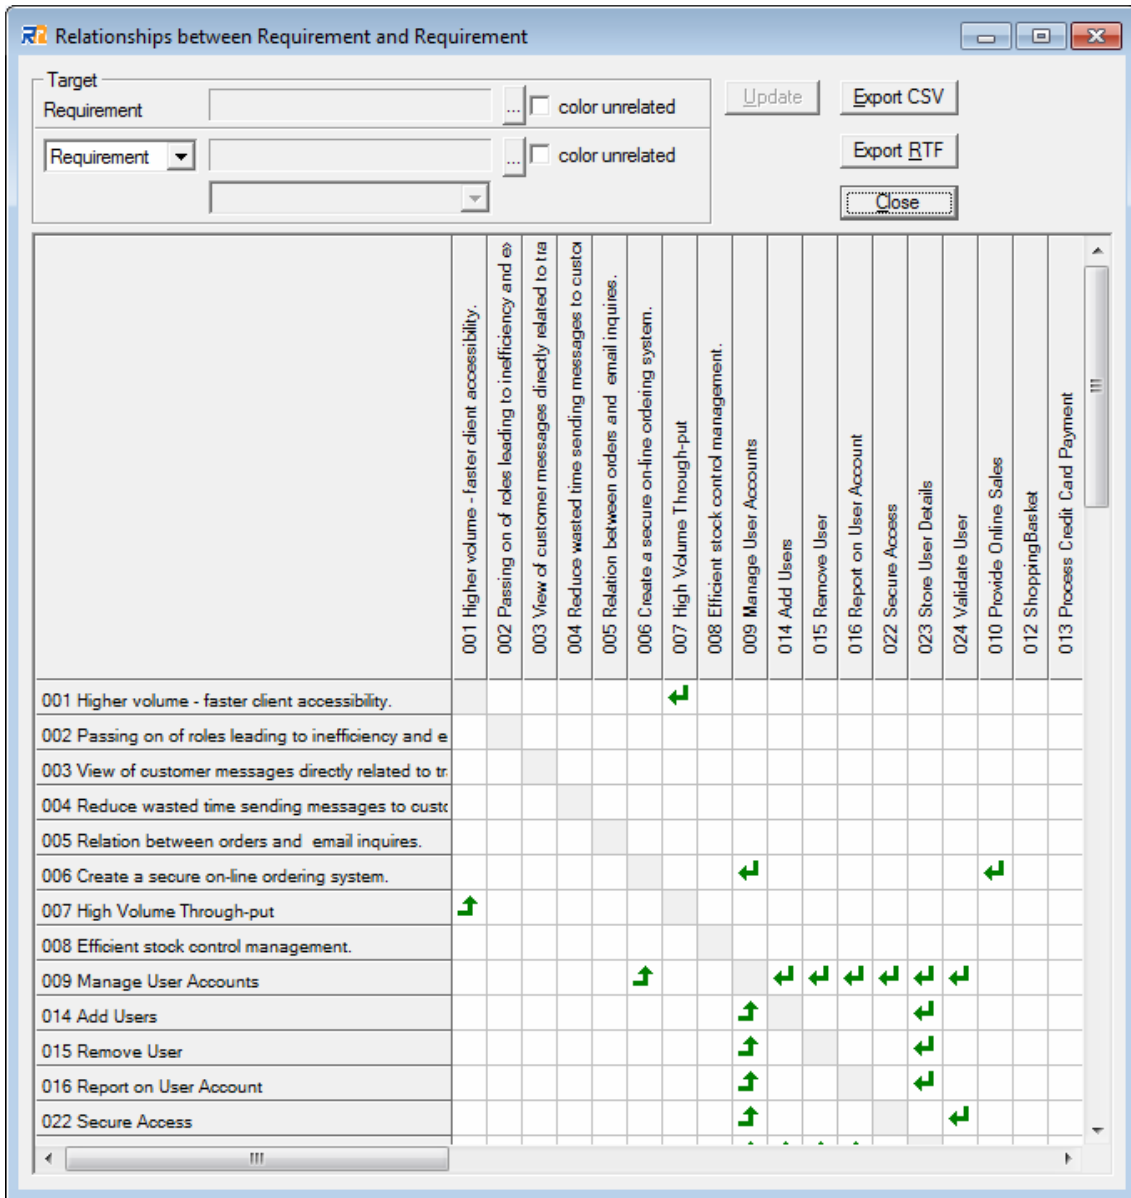 Relationships between Requirement and Requirement
Target
Requirement ... color unrelated Update Export CSV
Requirement ... color unrelated Export RTF
Close
001 Higher volume - faster client accessibility.
002 Passing on of roles leading to inefficiency and ex
003 View of customer messages directly related to tra
004 Reduce wasted time sending messages to custo
005 Relation between orders and  email inquires.
006 Create a secure on-line ordering system.
007 High Volume Through-put
008 Efficient stock control management.
009 Manage User Accounts
014 Add Users
015 Remove User
016 Report on User Account
022 Secure Access
023 Store User Details
024 Validate User
010 Provide Online Sales
012 ShoppingBasket
013 Process Credit Card Payment
001 Higher volume - faster client accessibility.
002 Passing on of roles leading to inefficiency and e
003 View of customer messages directly related to tr
004 Reduce wasted time sending messages to custo
005 Relation between orders and  email inquires.
006 Create a secure on-line ordering system.
007 High Volume Through-put
008 Efficient stock control management.
009 Manage User Accounts
014 Add Users
015 Remove User
016 Report on User Account
022 Secure Access